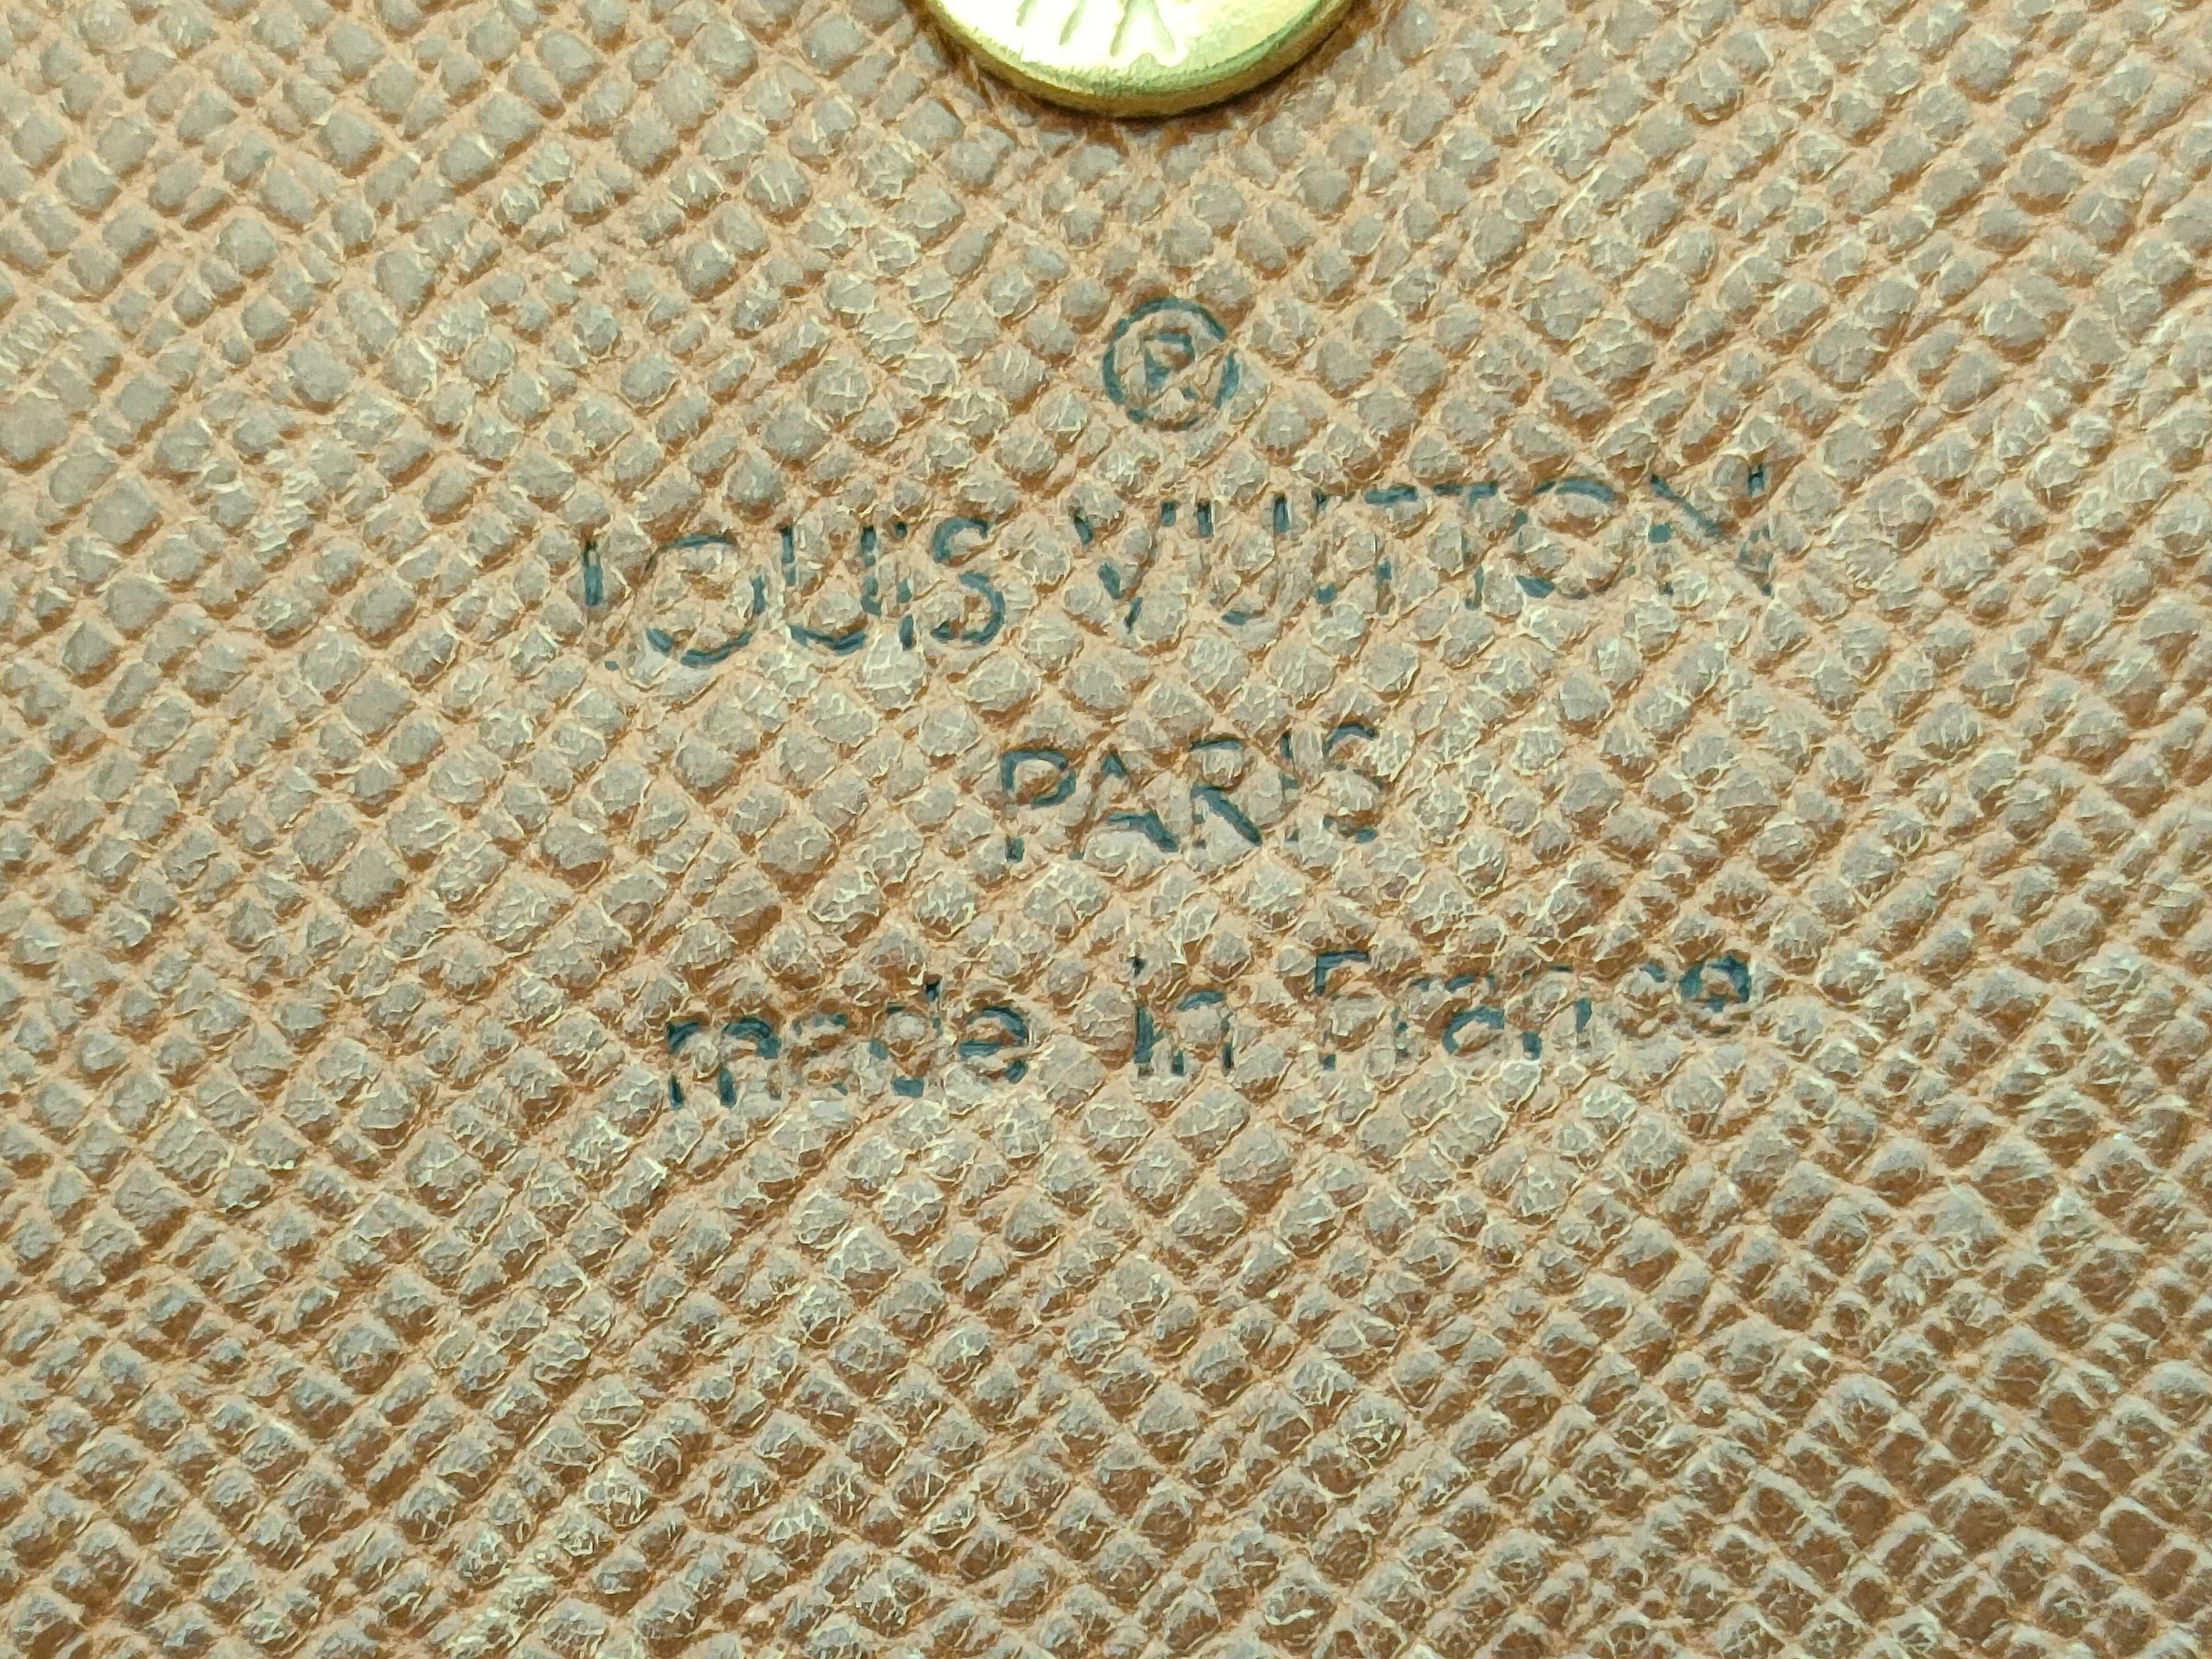 ®
LOUIS VUITTON
PARIS
made in France